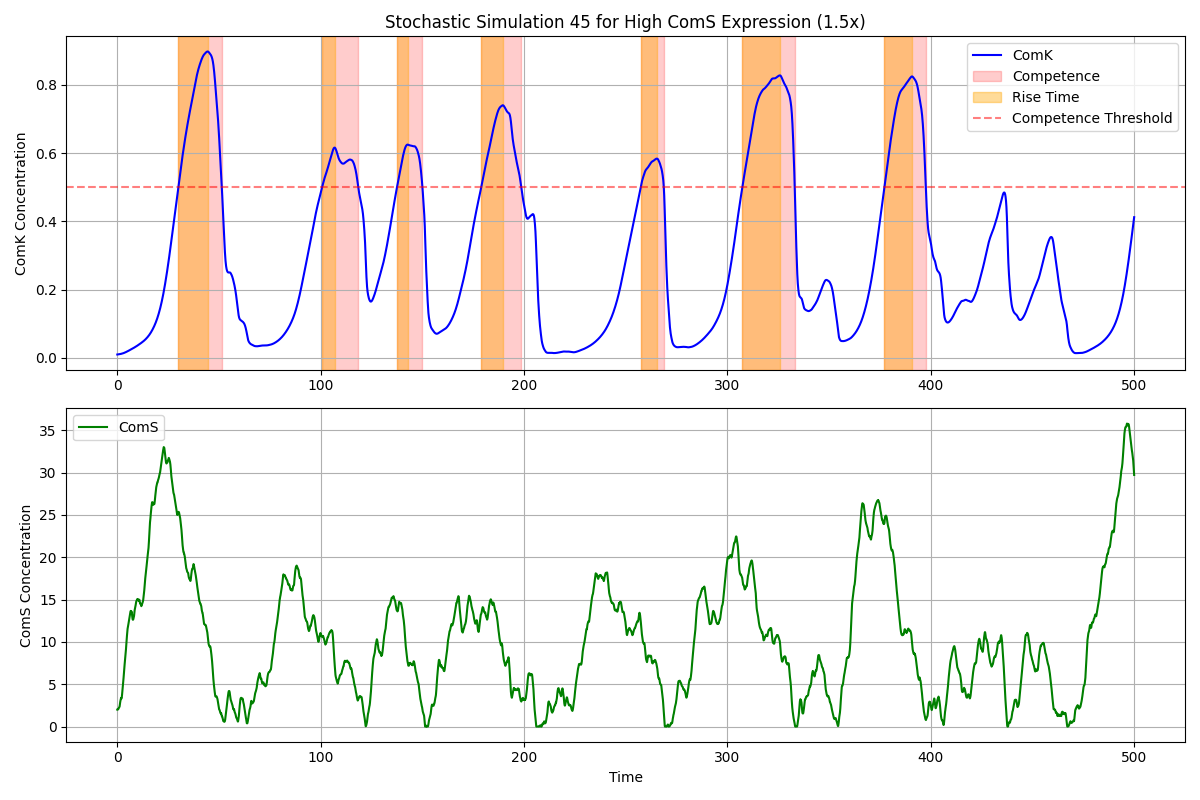 Stochastic Simulation 45 for High ComS Expression (1.5x)
ComK Concentration
0.8
0.6
0.4
0.2
0.0
ComK
Competence
Rise Time
Competence Threshold
0 100 200 300 400 500
ComS Concentration
35
30
25
20
15
10
5
0
ComS
0 100 200 300 400 500
Time